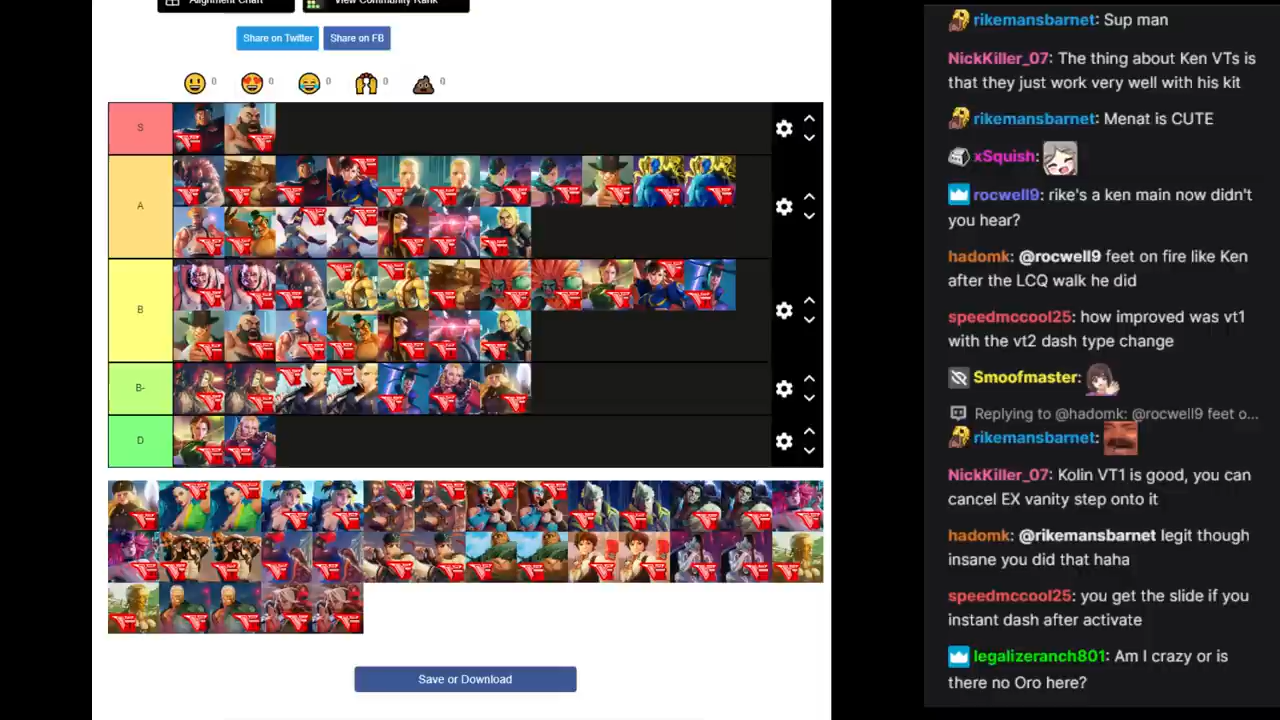 Alignment Chart
View Community Rank
Share on Twitter
Share on FB
0
0
0
0
0
S
A
B
B-
D
Save or Download
rikemansbarnet: Sup man
NickKiller_07: The thing about Ken VTs is
that they just work very well with his kit
rikemansbarnet: Menat is CUTE
xSquish:
rocwell9: rike's a ken main now didn't
you hear?
hadomk: @rocwell9 feet on fire like Ken
after the LCQ walk he did
speedmccool25: how improved was vt1
with the vt2 dash type change
Smoofmaster:
Replying to @hadomk: @rocwell9 feet o...
rikemansbarnet:
NickKiller_07: Kolin VT1 is good, you can
cancel EX vanity step onto it
hadomk: @rikemansbarnet legit though
insane you did that haha
speedmccool25: you get the slide if you
instant dash after activate
legalizeranch801: Am I crazy or is
there no Oro here?